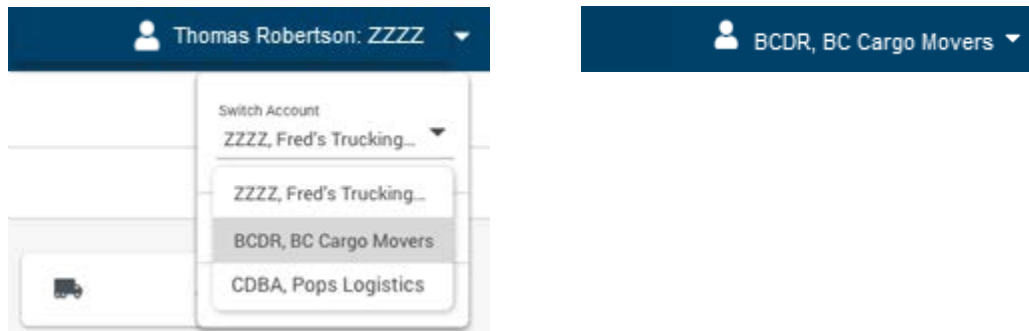 Thomas Robertson: ZZZZ
Switch Account
ZZZZ, Fred's Trucking...
ZZZZ, Fred's Trucking...
BCDR, BC Cargo Movers
CDBA, Pops Logistics
BCDR, BC Cargo Movers